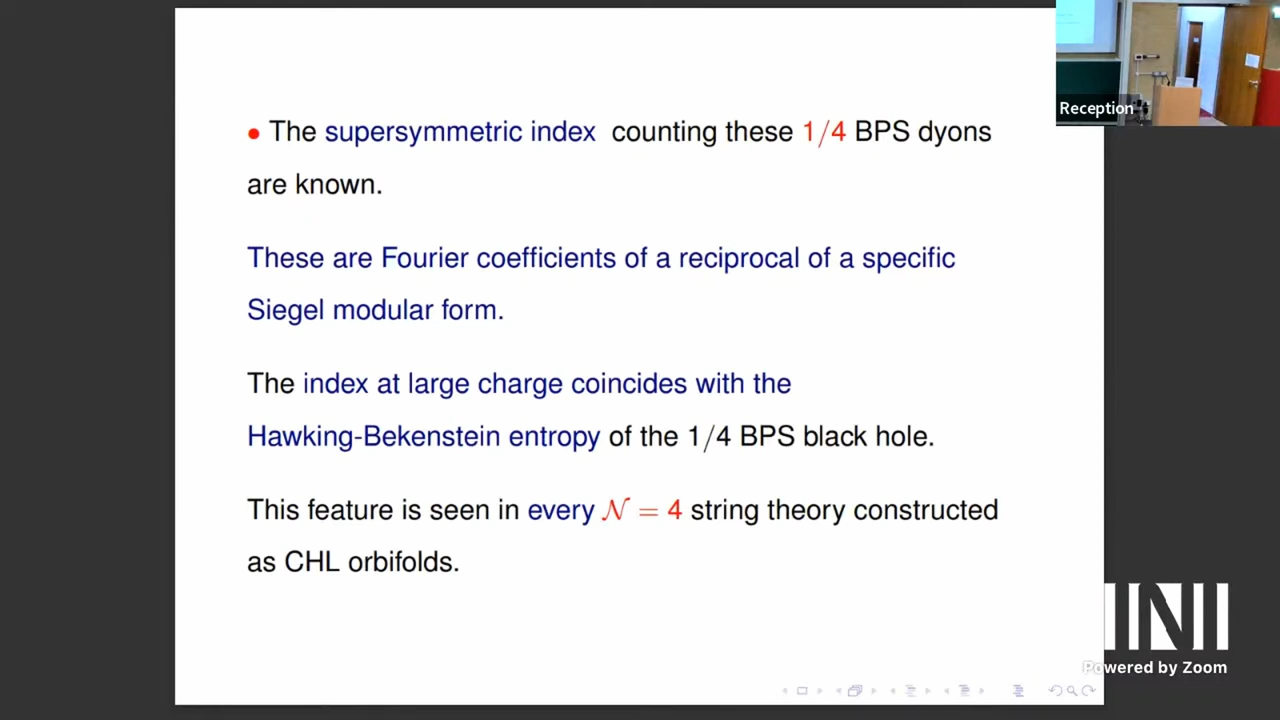 Reception
• The supersymmetric index counting these 1/4 BPS dyons
are known.
These are Fourier coefficients of a reciprocal of a specific
Siegel modular form.
The index at large charge coincides with the
Hawking-Bekenstein entropy of the 1/4 BPS black hole.
This feature is seen in every 𝒩 = 4 string theory constructed
as CHL orbifolds.
Powered by Zoom